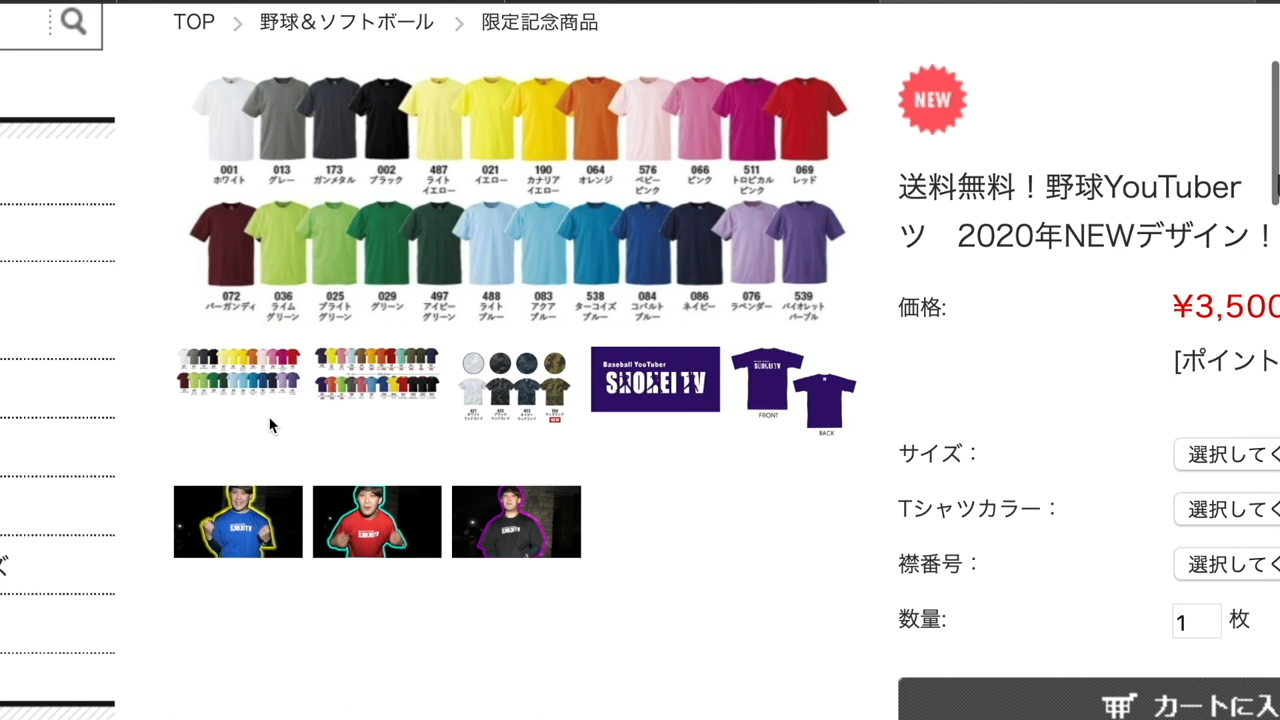 TOP > 野球&ソフトボール > 限定記念商品
001 013 173 002 487 021 190 064 576 066 511 069
ホワイト グレー ガンメタル ブラック ライトイエロー イエロー カナリアイエロー オレンジ ベビーピンク ピンク トロピカルピンク レッド
072 036 025 029 497 488 083 538 084 086 076 539
バーガンディ ライムグリーン ブライトグリーン グリーン アイビーグリーン ライトブルー アクアブルー ターコイズブルー コバルトブルー ネイビー ラベンダー バイオレットパープル
Baseball YouTuber
SHOHEI TV
FRONT
BACK
NEW
送料無料！野球YouTuber
ツ　2020年NEWデザイン！
価格: ¥3,500
[ポイント
サイズ： 選択してく
Tシャツカラー： 選択してく
襟番号： 選択してく
数量: 1 枚
カートに入
ズ